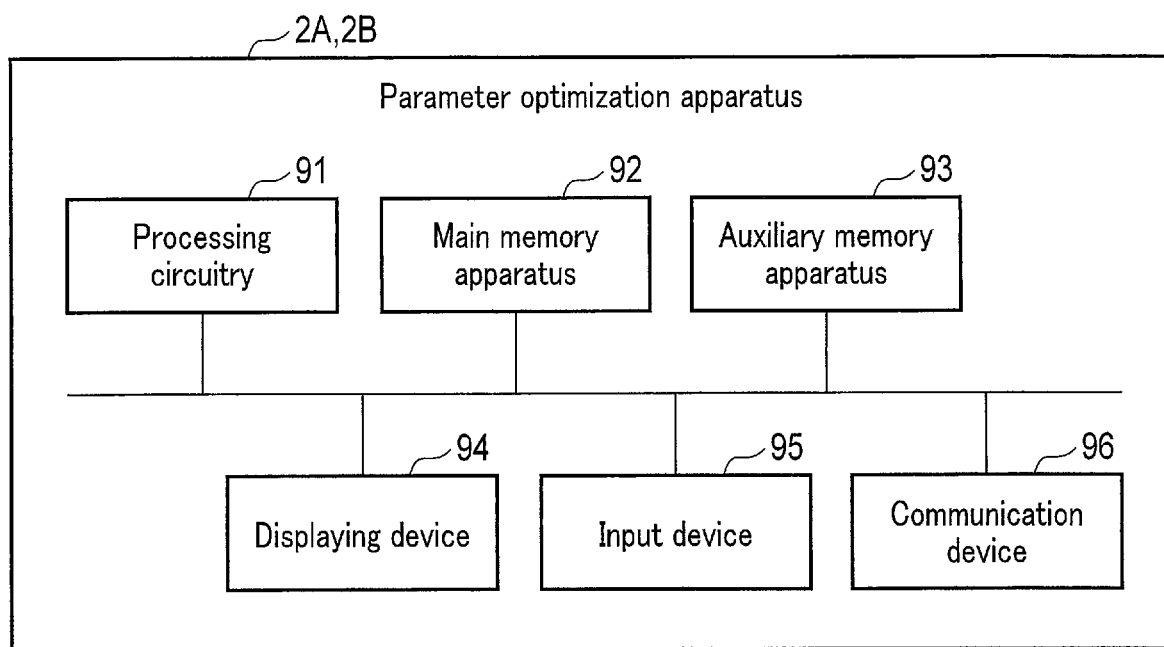 2A,2B
Parameter optimization apparatus
91
92
93
Processing
circuitry
Main memory
apparatus
Auxiliary memory
apparatus
94
95
96
Displaying device
Input device
Communication
device